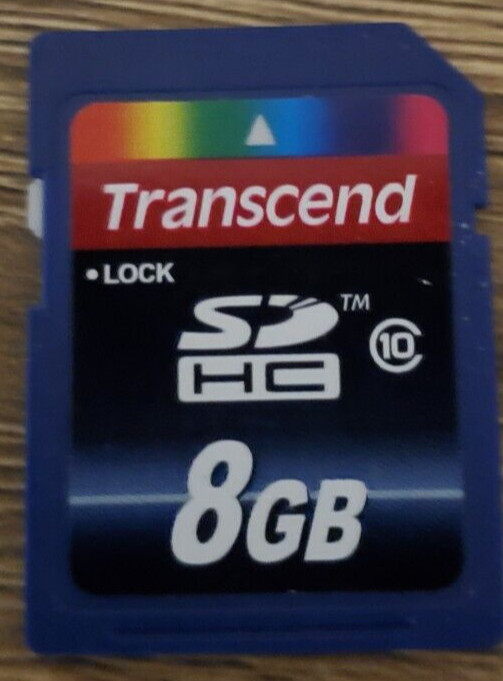 Transcend
• LOCK
SD™
HC
10
8GB